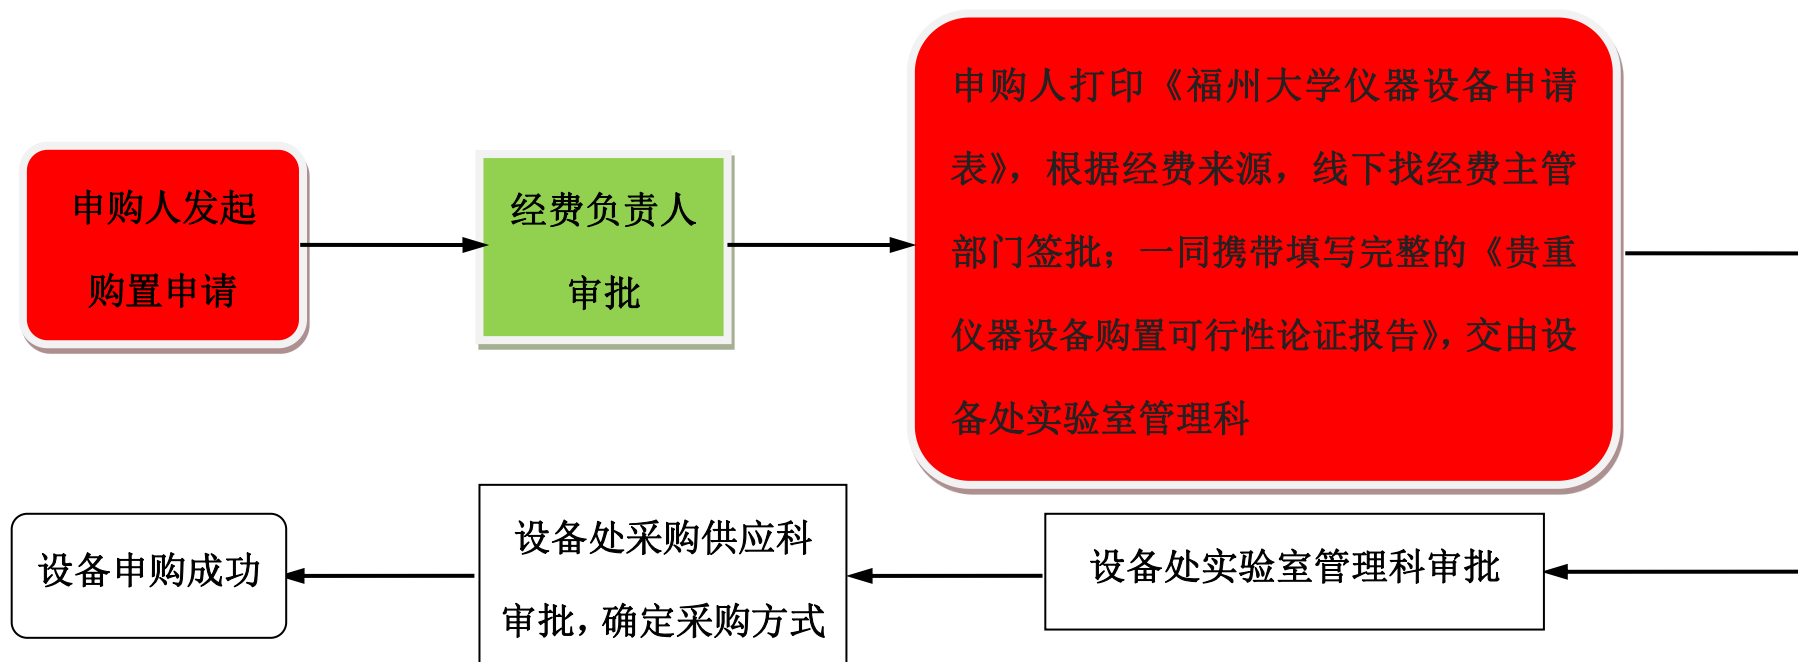 申购人发起
购置申请
经费负责人
审批
申购人打印《福州大学仪器设备申请
表》，根据经费来源，线下找经费主管
部门签批；一同携带填写完整的《贵重
仪器设备购置可行性论证报告》，交由设
备处实验室管理科
设备处实验室管理科审批
设备处采购供应科
审批，确定采购方式
设备申购成功